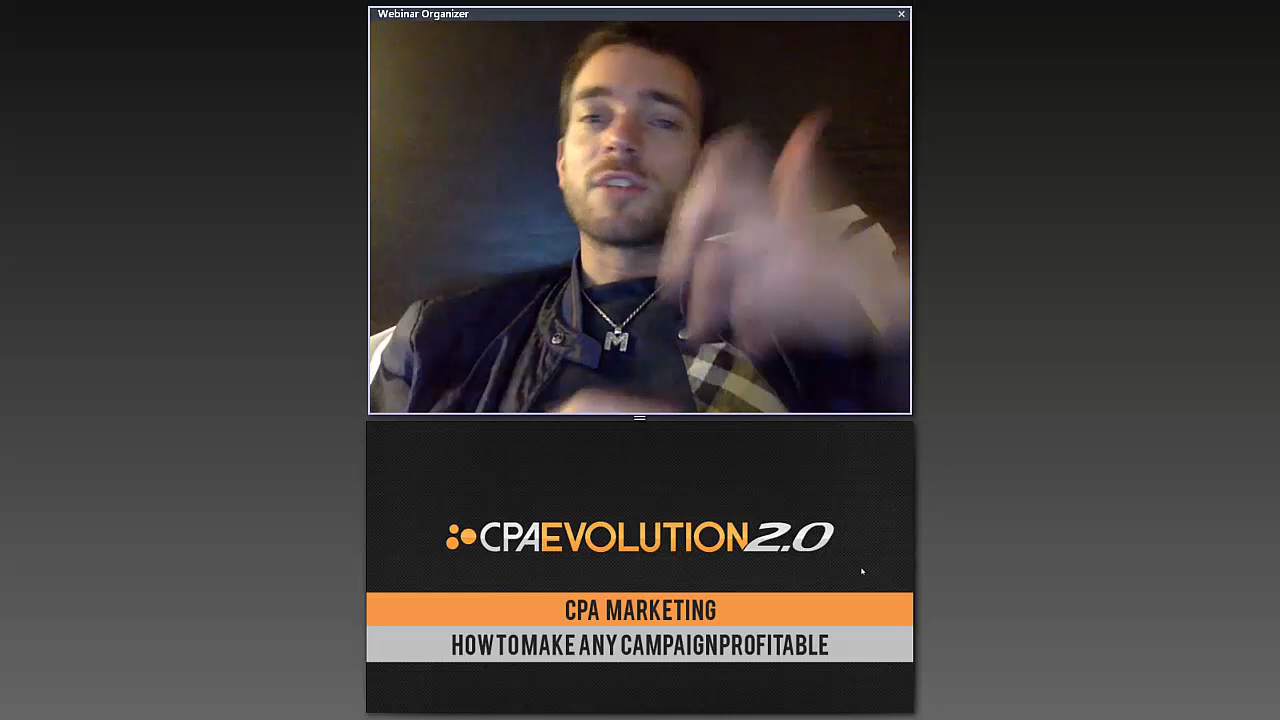 Webinar Organizer
M
CPAEVOLUTION2.0
CPA MARKETING
HOW TO MAKE ANY CAMPAIGN PROFITABLE